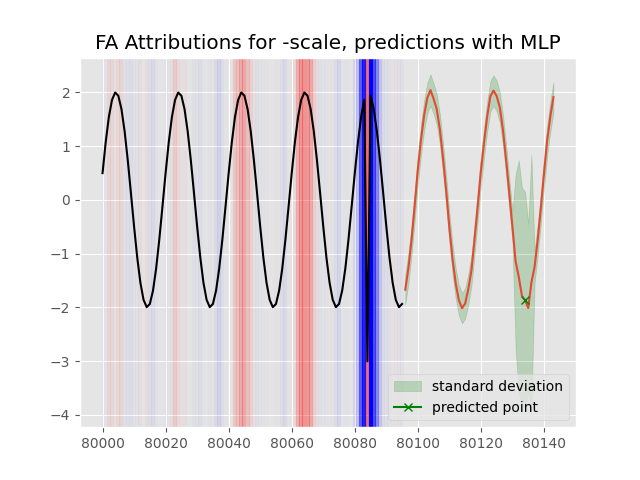 FA Attributions for -scale, predictions with MLP
2
1
0
−1
−2
−3
−4
standard deviation
predicted point
80000 80020 80040 80060 80080 80100 80120 80140